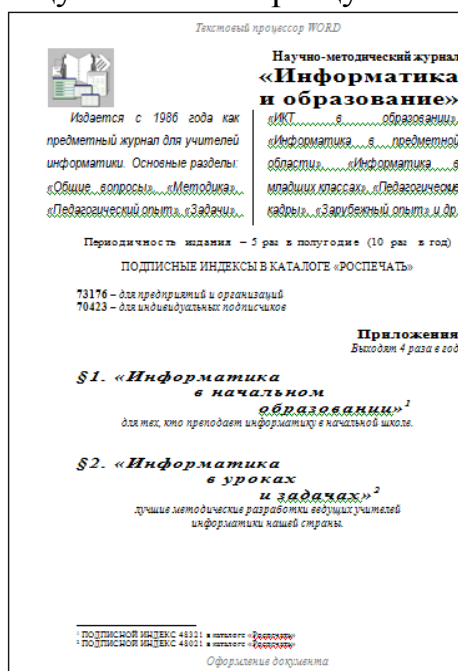 Текстовый процессор WORD
Научно-методический журнал
«Информатика
и образование»
Издается с 1986 года как
предметный журнал для учителей
информатики. Основные разделы:
«Общие вопросы», «Методика»,
«Педагогический опыт», «Задачи»,
«ИКТ в образовании»,
«Информатика в предметной
области», «Информатика в
младших классах», «Педагогические
кадры», «Зарубежный опыт» и др.
Периодичность издания – 5 раз в полугодие (10 раз в год)
ПОДПИСНЫЕ ИНДЕКСЫ В КАТАЛОГЕ «РОСПЕЧАТЬ»
73176 – для предприятий и организаций
70423 – для индивидуальных подписчиков
Приложения
Выходят 4 раза в год
§1. «Информатика
в начальном
образовании»1
для тех, кто преподает информатику в начальной школе.
§2. «Информатика
в уроках
и задачах»2
лучшие методические разработки ведущих учителей
информатики нашей страны.
1 ПОДПИСНОЙ ИНДЕКС 48321 в каталоге «Роспечать»
2 ПОДПИСНОЙ ИНДЕКС 48021 в каталоге «Роспечать»
Оформление документа